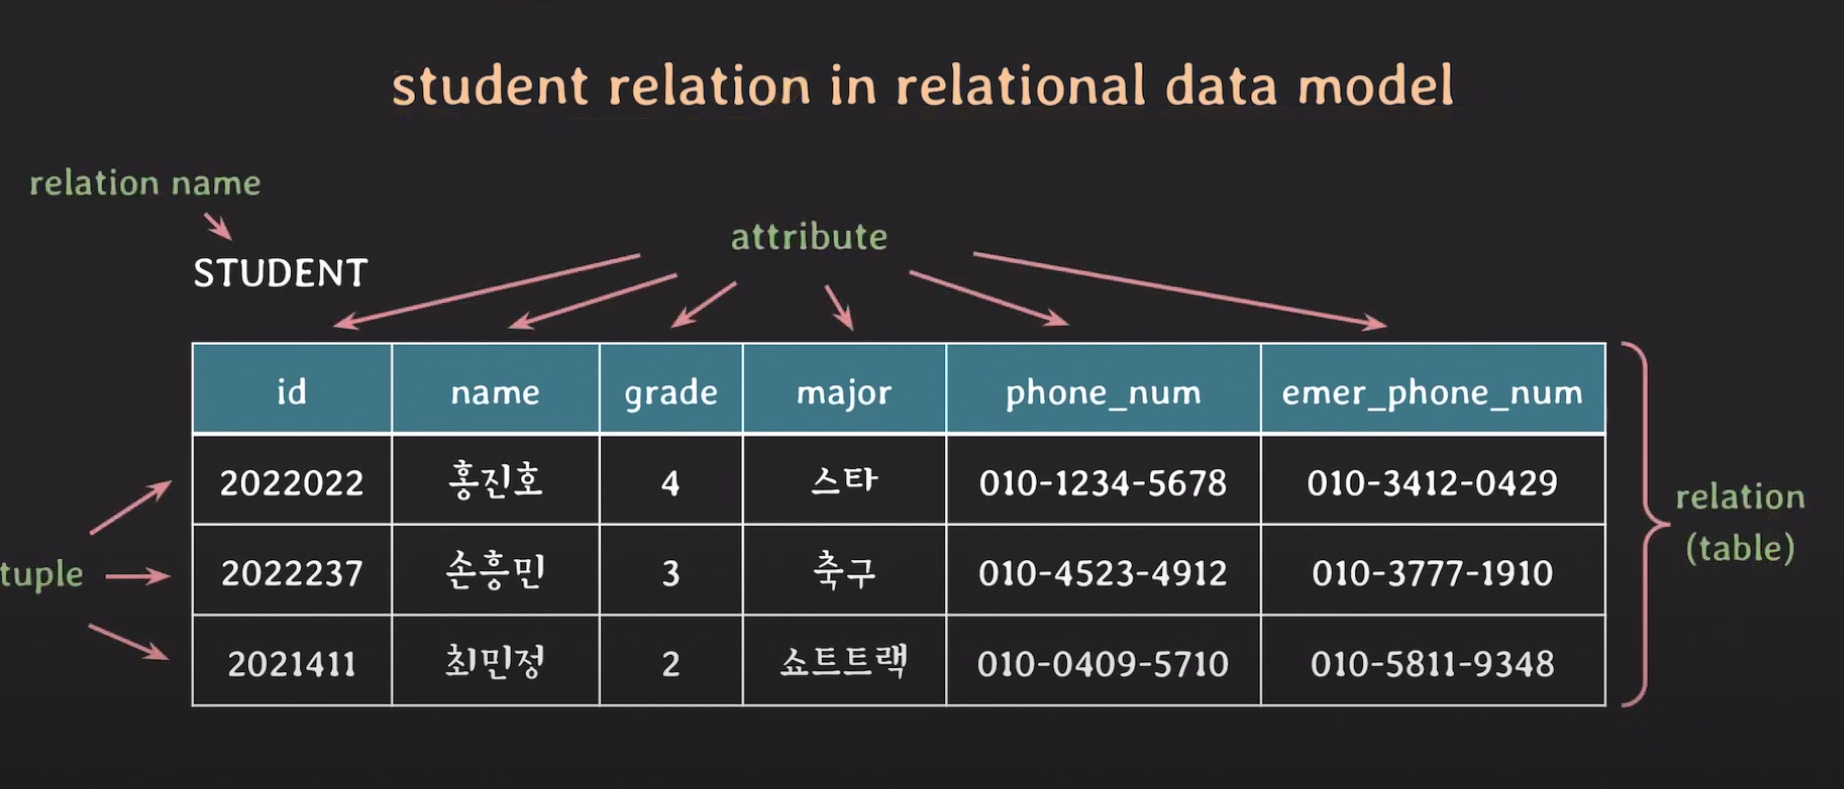 student relation in relational data model
relation name
STUDENT
attribute
id name grade major phone_num emer_phone_num
2022022 홍진호 4 스타 010-1234-5678 010-3412-0429
2022237 손흥민 3 축구 010-4523-4912 010-3777-1910
2021411 최민정 2 쇼트트랙 010-0409-5710 010-5811-9348
tuple
relation
(table)